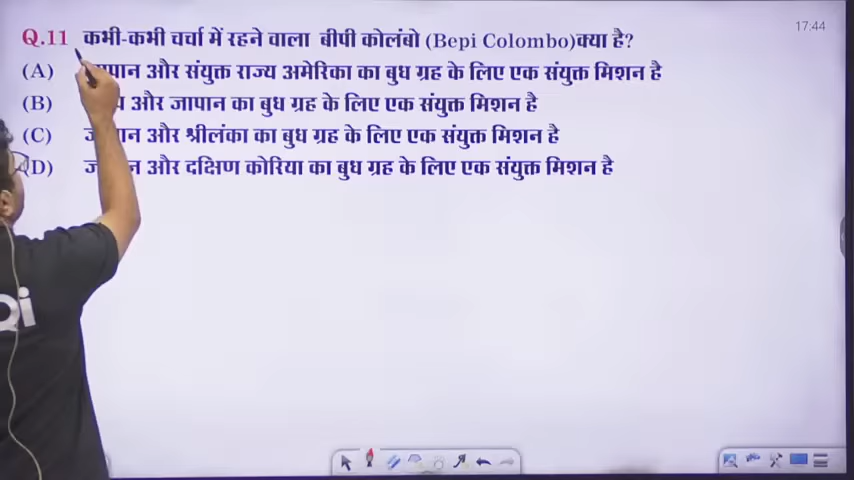 17:44
Q.11 कभी-कभी चर्चा में रहने वाला बीपी कोलंबो (Bepi Colombo)क्या है?
(A) और संयुक्त राज्य अमेरिका का बुध ग्रह के लिए एक संयुक्त मिशन है
(B) और जापान का बुध ग्रह के लिए एक संयुक्त मिशन है
(C) और श्रीलंका का बुध ग्रह के लिए एक संयुक्त मिशन है
D) और दक्षिण कोरिया का बुध ग्रह के लिए एक संयुक्त मिशन है